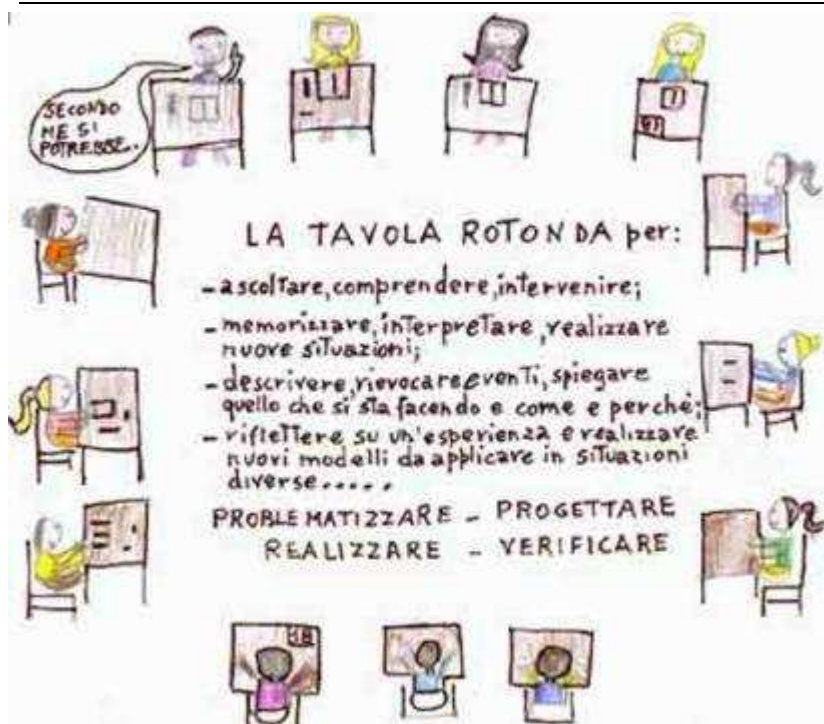 SECONDO
ME SI
POTREBBE..
LA TAVOLA ROTONDA per:
- ascoltare, comprendere, intervenire;
- memorizzare, interpretare, realizzare
nuove situazioni;
- descrivere, rievocare eventi, spiegare
quello che si sta facendo e come e perché;
- riflettere su un'esperienza e realizzare
nuovi modelli da applicare in situazioni
diverse.....
PROBLEMATIZZARE - PROGETTARE
REALIZZARE - VERIFICARE